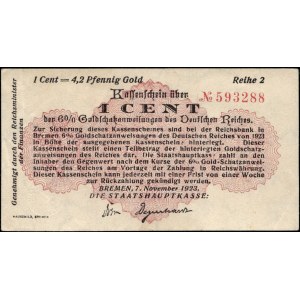 1 Cent = 4,2 Pfennig Gold.
Reihe 2
Kassenschein über
1 CENT
№ 593288
den 6% Goldschatzanweisungen des Deutschen Reiches.
Zur Sicherung dieses Kassenscheines sind bei der Reichsbank in
Bremen 6% Goldschatzanweisungen des Deutschen Reiches von 1923
in Höhe der ausgegebenen Kassenscheine hinterlegt. Dieser
Kassenschein stellt einen Teilbetrag der hinterlegten Goldschatz-
anweisungen des Reiches dar. Die Staatshauptkasse zahlt an den
Inhaber den Gegenwert nach dem Kurse der 6% Gold-Schatzanwei-
sungen des Reiches am Tage der Zahlung in Reichswährung.
Dieser Kassenschein kann jederzeit mit einer Frist von einer Woche
zur Rückzahlung gekündigt werden.
BREMEN, 7. November 1923.
DIE STAATSHAUPTKASSE:
Genehmigt durch den Reichsminister
der Finanzen